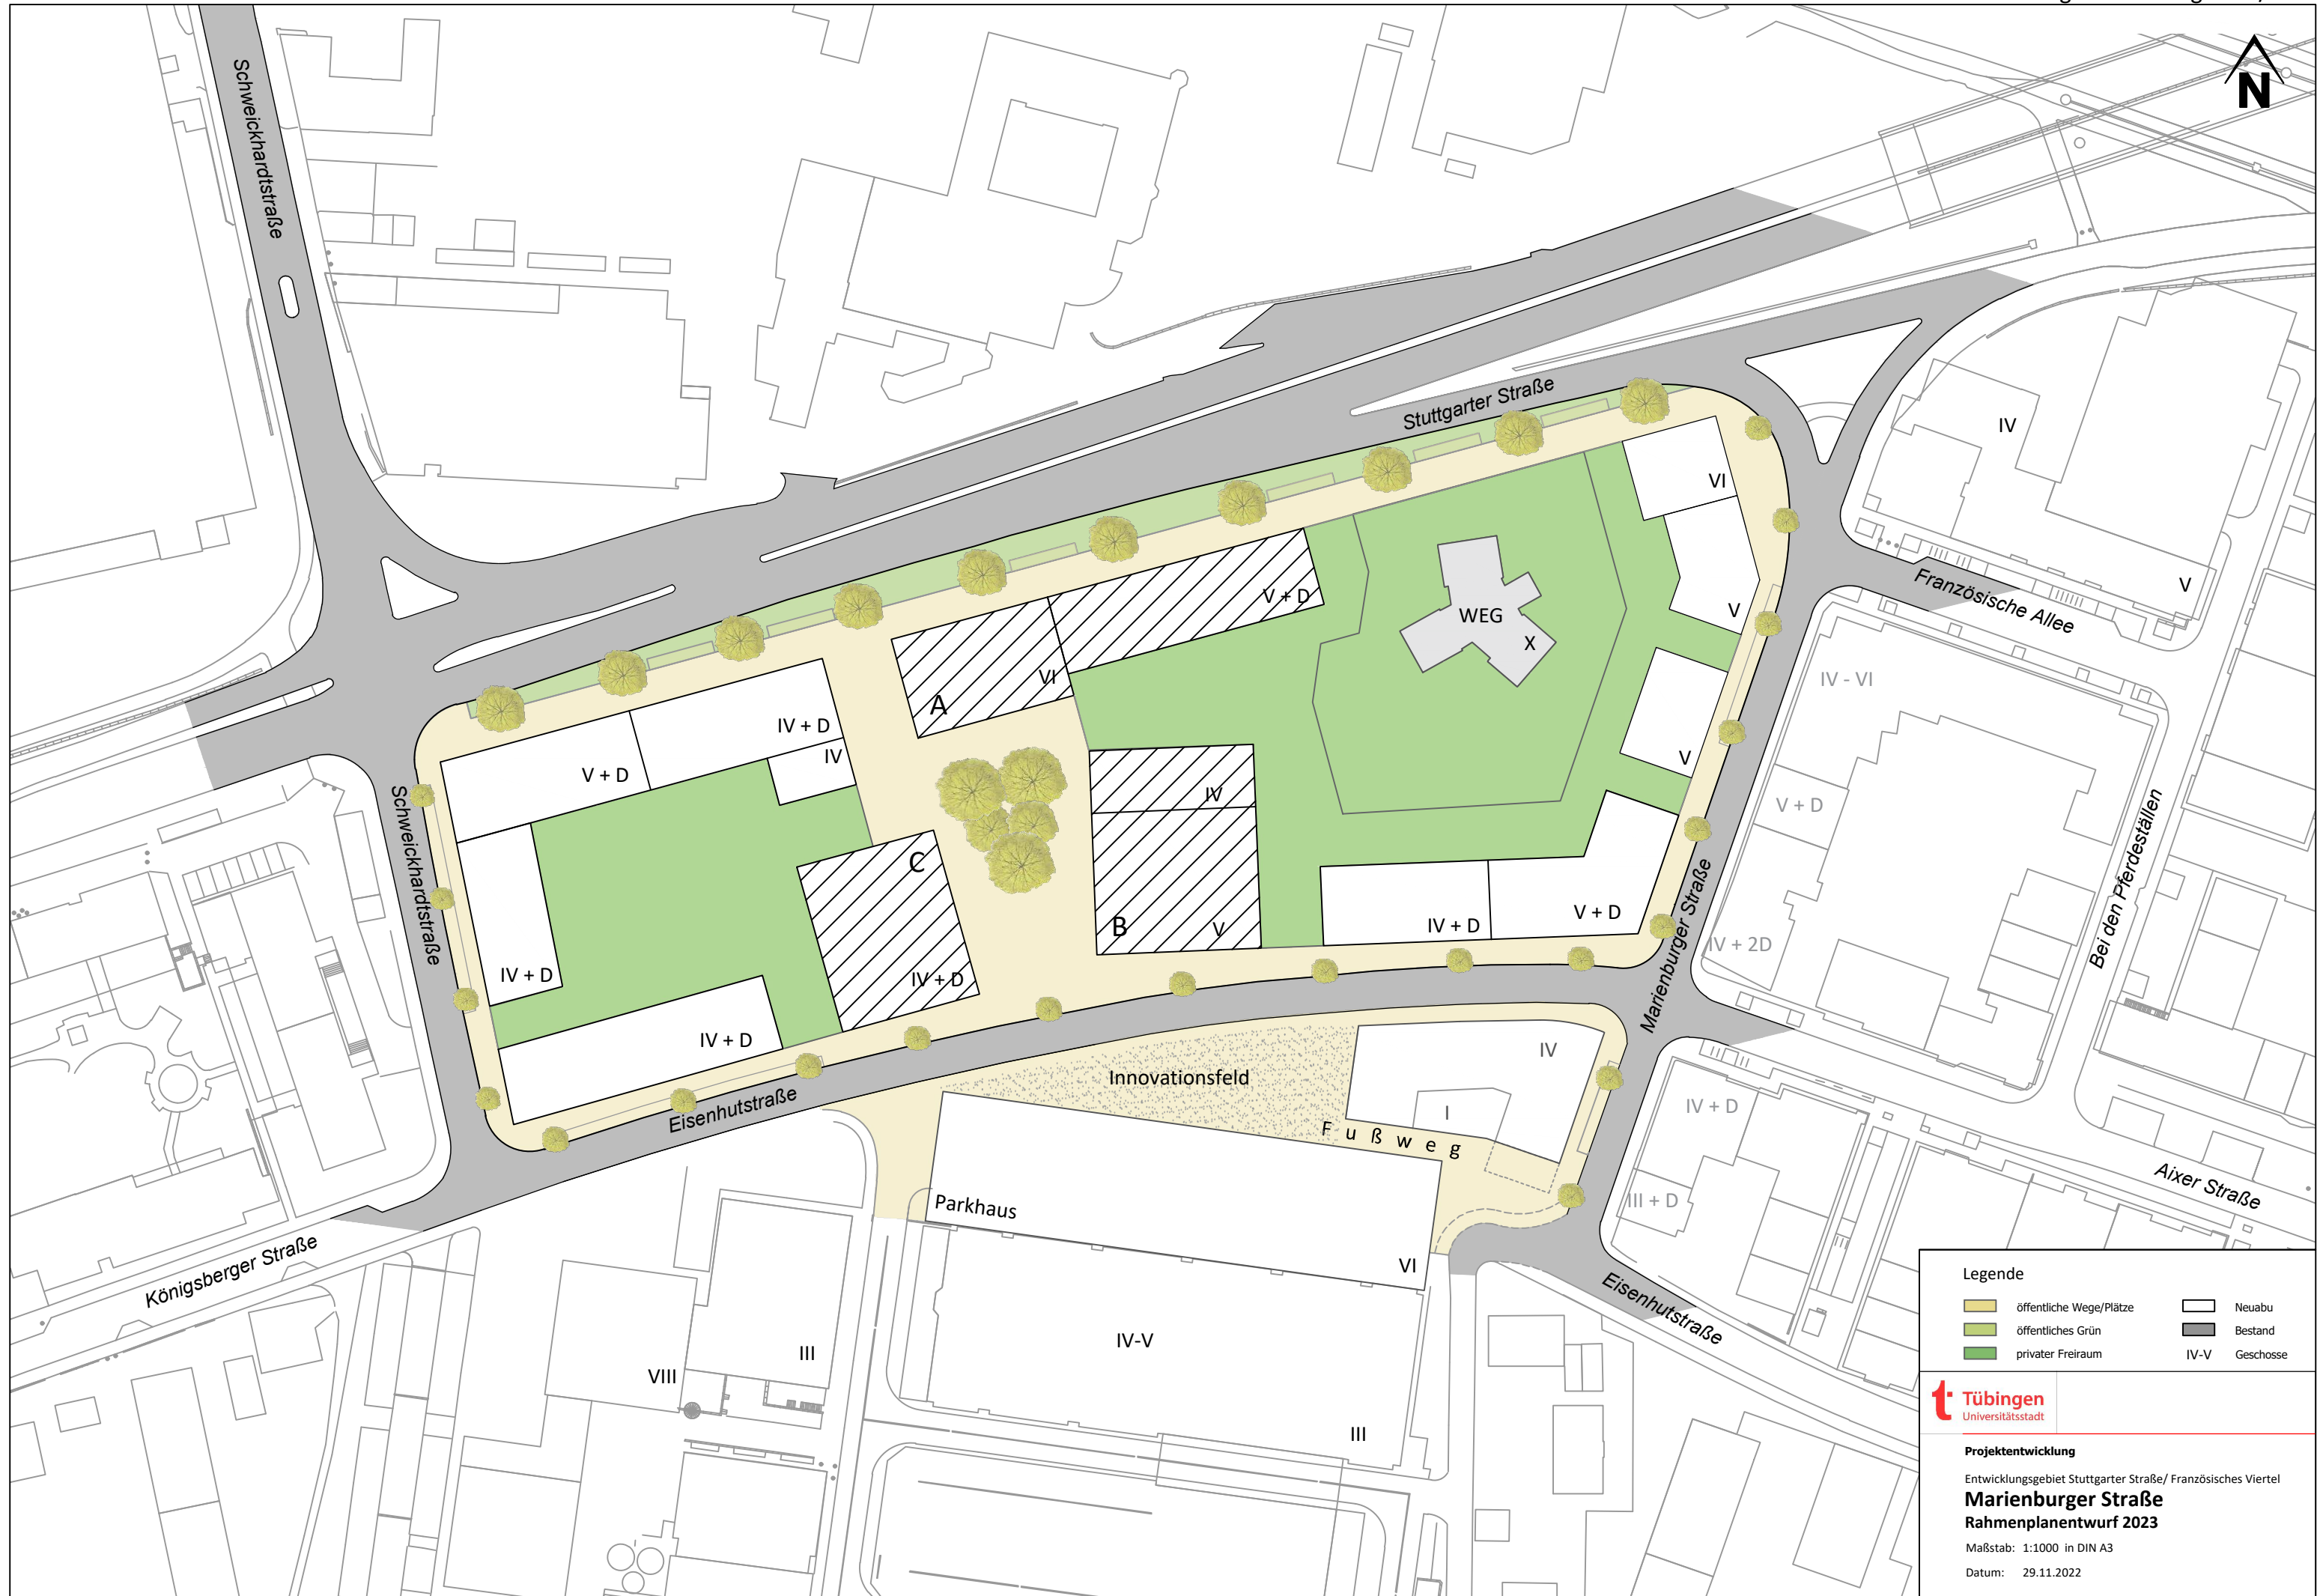 N
Schweickhardtstraße
Stuttgarter Straße
IV
VI
V
Französische Allee
V
WEG
X
V + D
VI
A
IV - VI
IV + D
IV
V + D
V
Schweickhardtstraße
IV
V + D
Bei den Pferdeställen
C
Marienburger Straße
B
V
IV + D
V + D
IV + 2D
IV + D
IV + D
IV + D
Eisenhutstraße
Innovationsfeld
IV
I
Fußweg
IV + D
Aixer Straße
III + D
Parkhaus
Königsberger Straße
VI
Eisenhutstraße
IV-V
III
VIII
III
Legende
öffentliche Wege/Plätze
Neuabu
öffentliches Grün
Bestand
privater Freiraum
IV-V
Geschosse
t Tübingen
Universitätsstadt
Projektentwicklung
Entwicklungsgebiet Stuttgarter Straße/ Französisches Viertel
Marienburger Straße
Rahmenplanentwurf 2023
Maßstab: 1:1000 in DIN A3
Datum: 29.11.2022